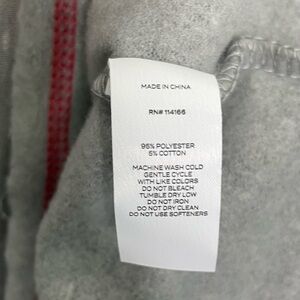 MADE IN CHINA
RN# 114166
95% POLYESTER
5% COTTON
MACHINE WASH COLD
GENTLE CYCLE
WITH LIKE COLORS
DO NOT BLEACH
TUMBLE DRY LOW
DO NOT IRON
DO NOT DRY CLEAN
DO NOT USE SOFTENERS